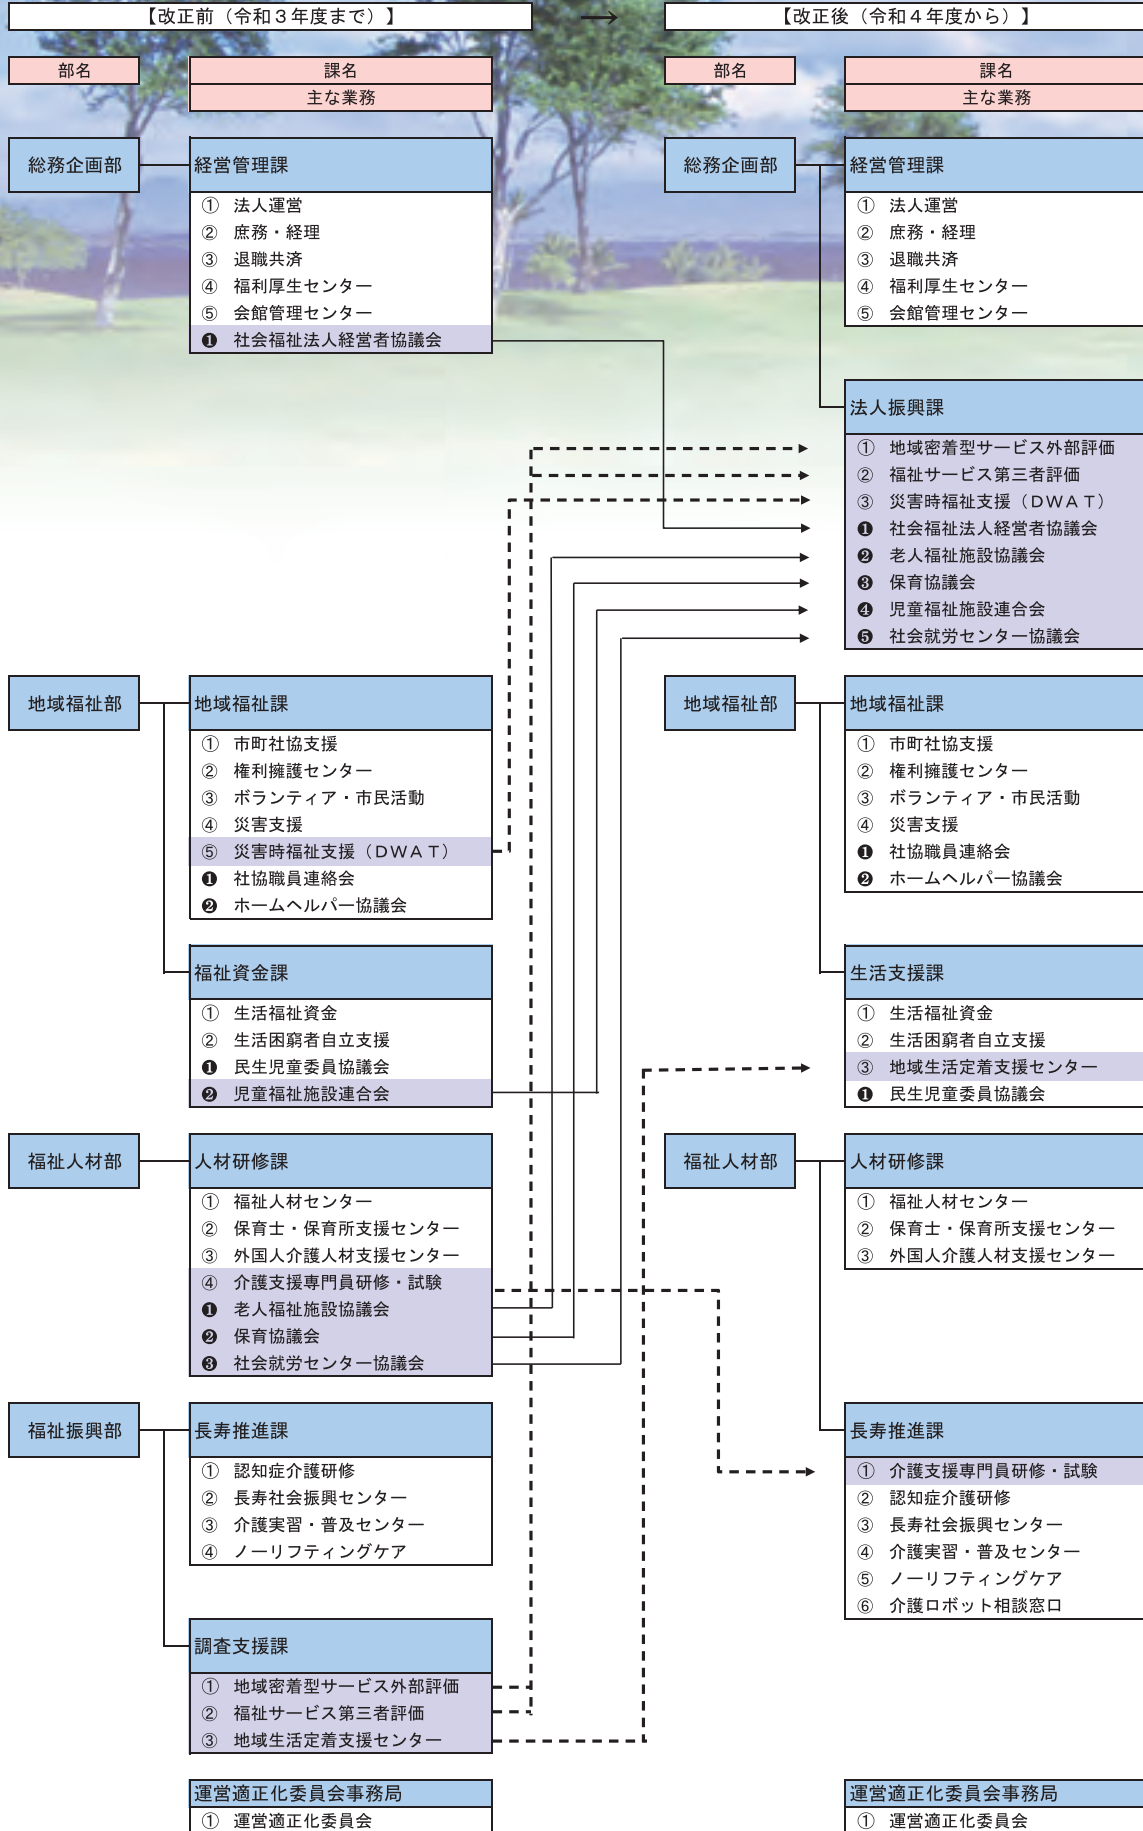 【改正前（令和３年度まで）】
→
【改正後（令和４年度から）】
部名
課名
主な業務
総務企画部
経営管理課
① 法人運営
② 庶務・経理
③ 退職共済
④ 福利厚生センター
⑤ 会館管理センター
❶ 社会福祉法人経営者協議会
地域福祉部
地域福祉課
① 市町社協支援
② 権利擁護センター
③ ボランティア・市民活動
④ 災害支援
⑤ 災害時福祉支援（ＤＷＡＴ）
❶ 社協職員連絡会
❷ ホームヘルパー協議会
福祉資金課
① 生活福祉資金
② 生活困窮者自立支援
❶ 民生児童委員協議会
❷ 児童福祉施設連合会
福祉人材部
人材研修課
① 福祉人材センター
② 保育士・保育所支援センター
③ 外国人介護人材支援センター
④ 介護支援専門員研修・試験
❶ 老人福祉施設協議会
❷ 保育協議会
❸ 社会就労センター協議会
福祉振興部
長寿推進課
① 認知症介護研修
② 長寿社会振興センター
③ 介護実習・普及センター
④ ノーリフティングケア
調査支援課
① 地域密着型サービス外部評価
② 福祉サービス第三者評価
③ 地域生活定着支援センター
運営適正化委員会事務局
① 運営適正化委員会
部名
課名
主な業務
総務企画部
経営管理課
① 法人運営
② 庶務・経理
③ 退職共済
④ 福利厚生センター
⑤ 会館管理センター
法人振興課
① 地域密着型サービス外部評価
② 福祉サービス第三者評価
③ 災害時福祉支援（ＤＷＡＴ）
❶ 社会福祉法人経営者協議会
❷ 老人福祉施設協議会
❸ 保育協議会
❹ 児童福祉施設連合会
❺ 社会就労センター協議会
地域福祉部
地域福祉課
① 市町社協支援
② 権利擁護センター
③ ボランティア・市民活動
④ 災害支援
❶ 社協職員連絡会
❷ ホームヘルパー協議会
生活支援課
① 生活福祉資金
② 生活困窮者自立支援
③ 地域生活定着支援センター
❶ 民生児童委員協議会
福祉人材部
人材研修課
① 福祉人材センター
② 保育士・保育所支援センター
③ 外国人介護人材支援センター
長寿推進課
① 介護支援専門員研修・試験
② 認知症介護研修
③ 長寿社会振興センター
④ 介護実習・普及センター
⑤ ノーリフティングケア
⑥ 介護ロボット相談窓口
運営適正化委員会事務局
① 運営適正化委員会